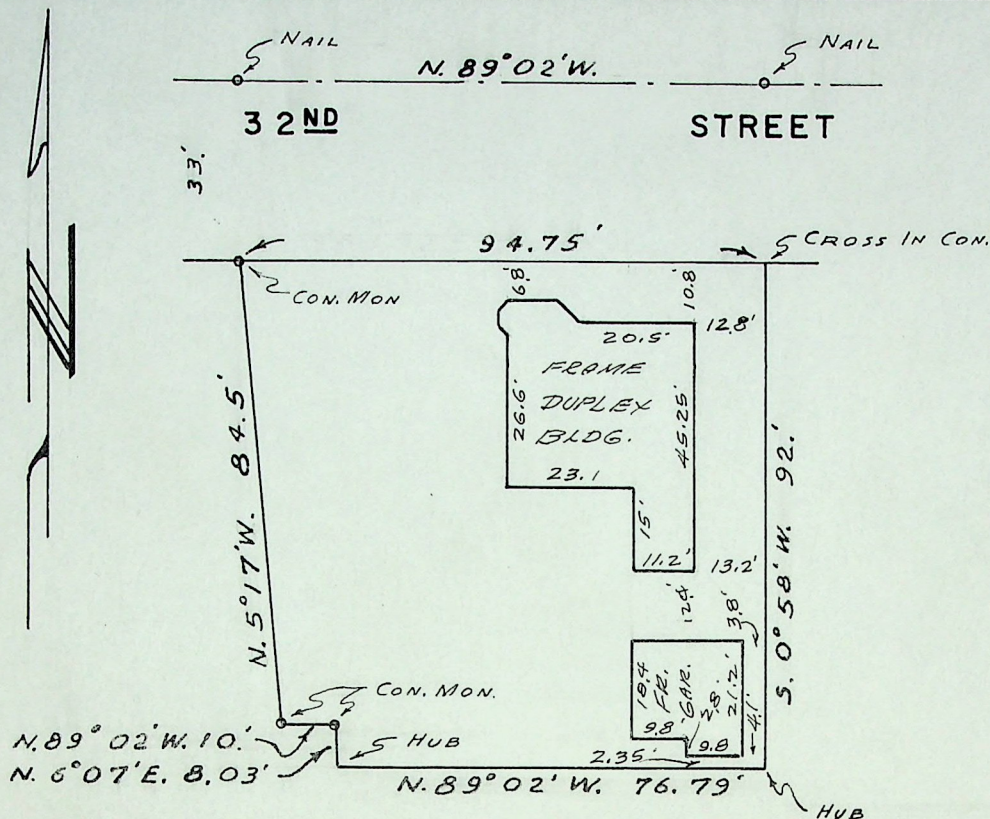 NAIL
NAIL
N. 89° 02' W.
32ND STREET
33.'
94.75'
CROSS IN CON.
CON. MON
6.8'
10.8'
20.5'
12.8'
FRAME
DUPLEX
BLDG.
26.6'
45.25'
23.1
15'
11.2'
13.2'
N. 5° 17' W. 84.5'
S. 0° 58' W. 92.'
3.8'
18.4
FR.
GAR.
2.8'
21.2'
9.8'
9.8
4.1'
2.35'
CON. MON.
HUB
N. 89° 02' W. 10.'
N. 6° 07' E. 8.03'
N. 89° 02' W. 76.79'
HUB